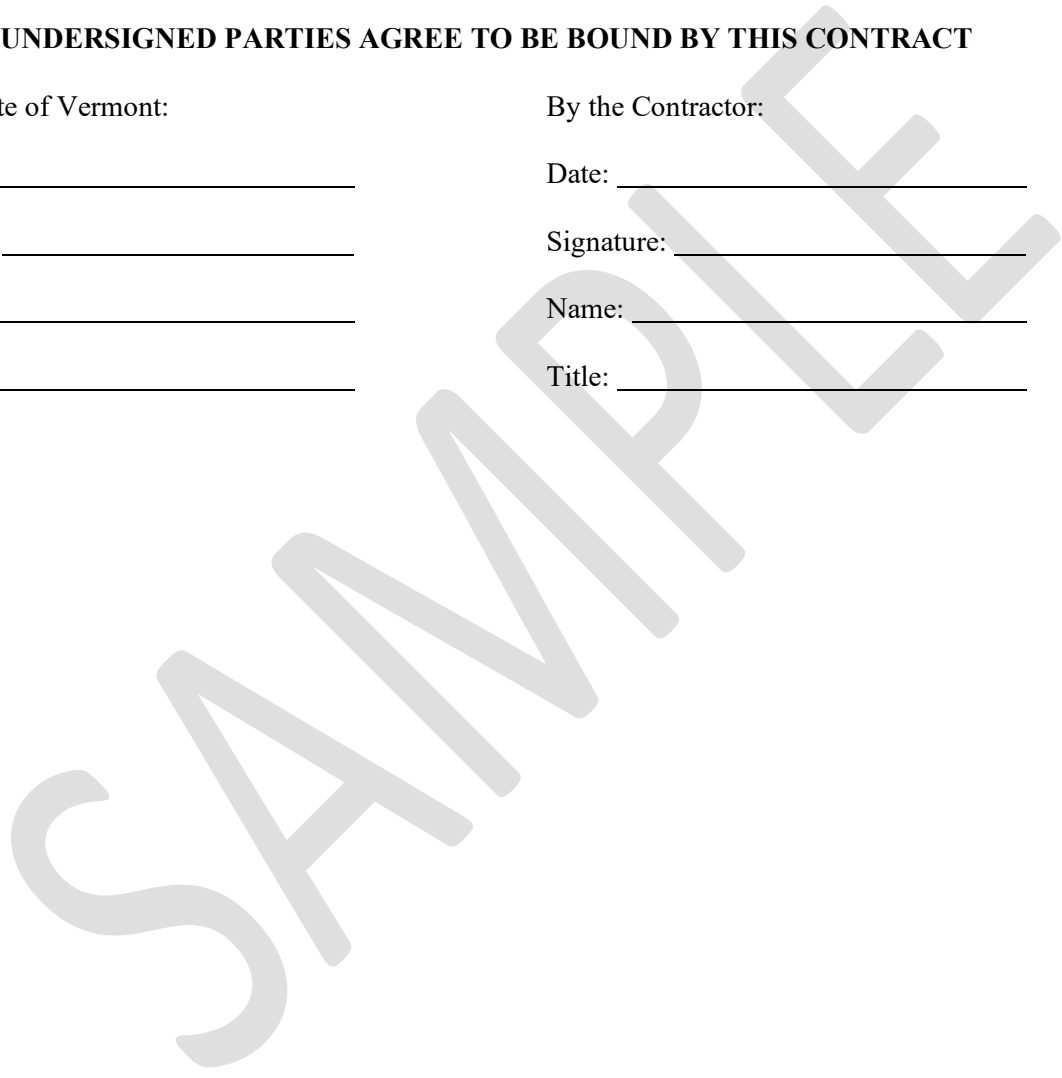 UNDERSIGNED PARTIES AGREE TO BE BOUND BY THIS CONTRACT
te of Vermont:
By the Contractor:
Date:
Signature:
Name:
Title:
SAMPLE